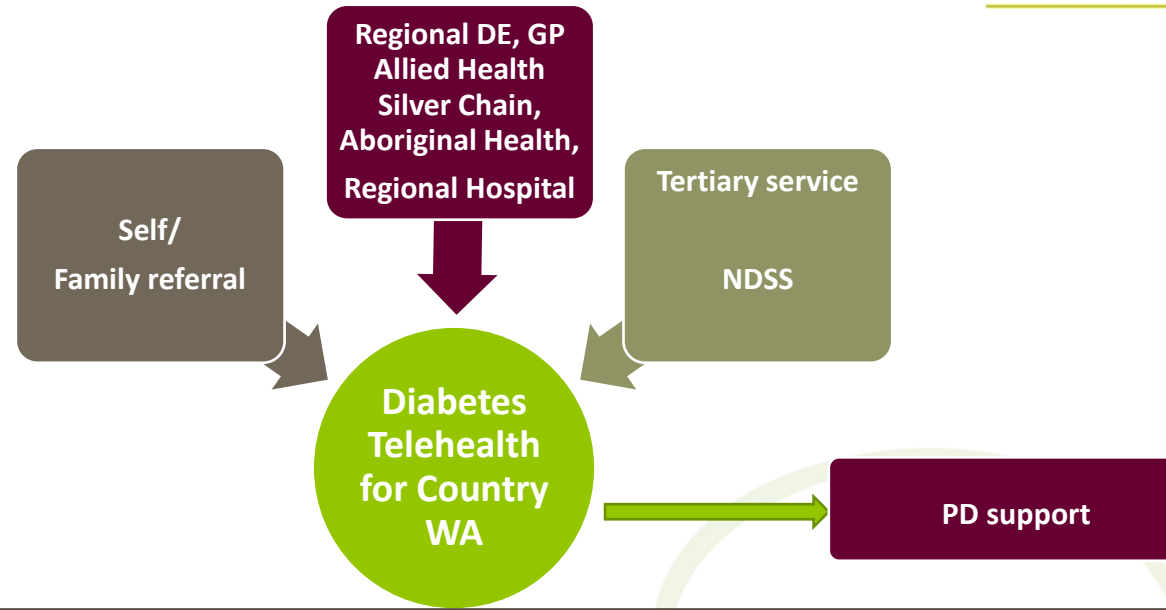 Regional DE, GP
Allied Health
Silver Chain,
Aboriginal Health,
Regional Hospital
Self/
Family referral
Tertiary service
NDSS
Diabetes
Telehealth
for Country
WA
PD support